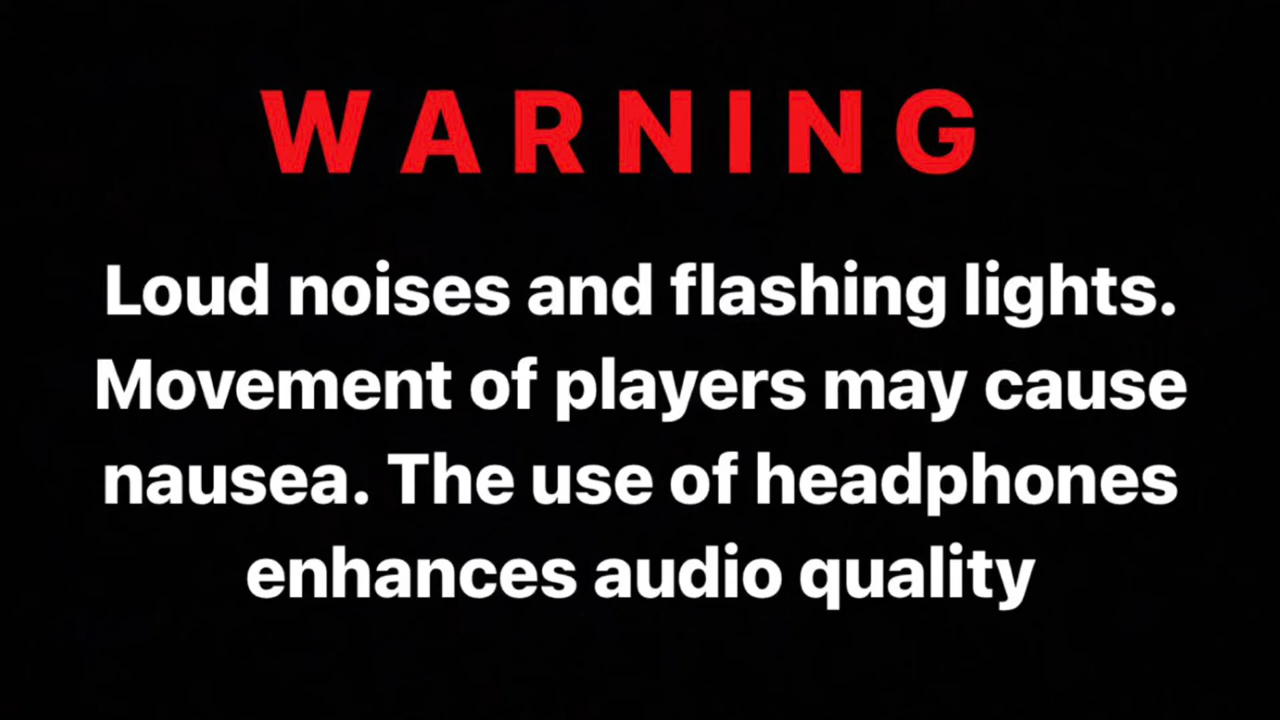 WARNING
Loud noises and flashing lights.
Movement of players may cause
nausea. The use of headphones
enhances audio quality